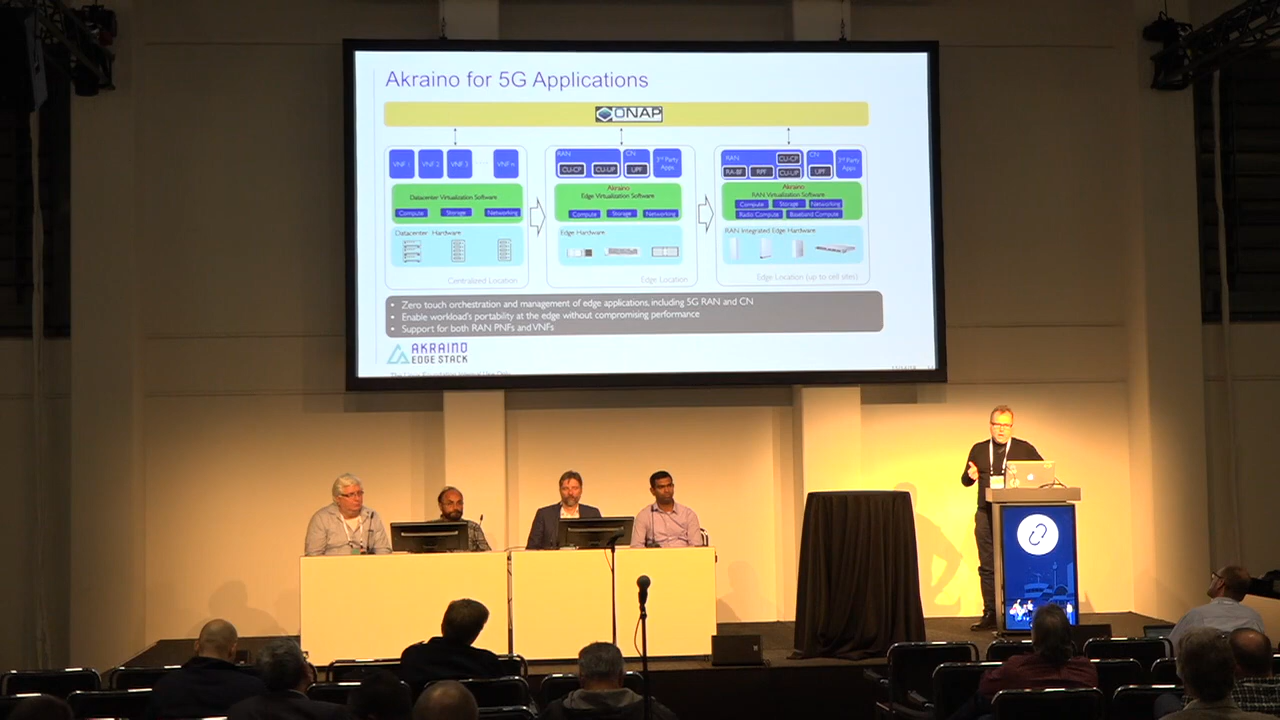 Akraino for 5G Applications
ONAP
VNF 1 VNF 2 VNF 3 VNF n
Datacenter Virtualization Software
Compute Storage Networking
Datacenter Hardware
Centralized Location
RAN CN 3rd Party Apps
CU-CP CU-UP UPF
Akraino
Edge Virtualization Software
Compute Storage Networking
Edge Hardware
Edge Location
RAN CU-CP CN 3rd Party Apps
RPF CU-UP UPF
Akraino
RAN Virtualization Software
Compute Storage Networking
Radio Compute Baseband Compute
RAN Integrated Edge Hardware
Edge Location (up to cell sites)
• Zero touch orchestration and management of edge applications, including 5G RAN and CN
• Enable workload's portability at the edge without compromising performance
• Support for both RAN PNFs and VNFs
AKRAINO
EDGE STACK